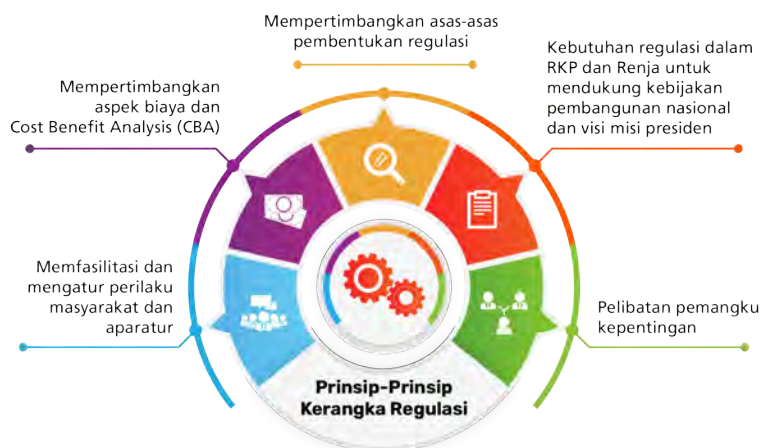 Mempertimbangkan asas-asas
pembentukan regulasi
Mempertimbangkan
aspek biaya dan
Cost Benefit Analysis (CBA)
Kebutuhan regulasi dalam
RKP dan Renja untuk
mendukung kebijakan
pembangunan nasional
dan visi misi presiden
Memfasilitasi dan
mengatur perilaku
masyarakat dan
aparatur
Pelibatan pemangku
kepentingan
Prinsip-Prinsip
Kerangka Regulasi